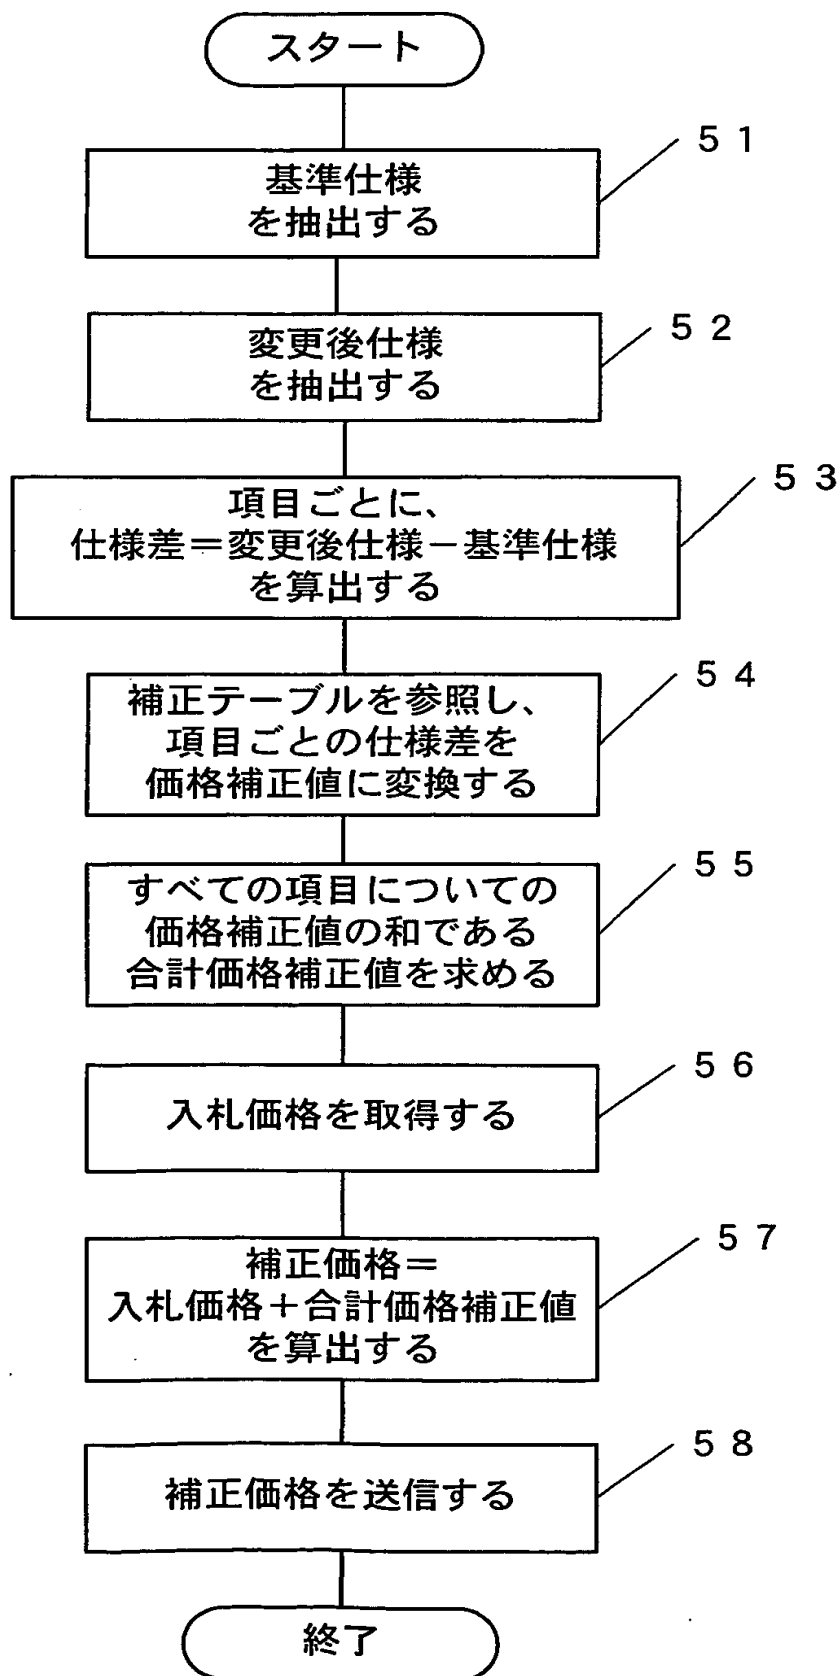 スタート
51
基準仕様
を抽出する
52
変更後仕様
を抽出する
53
項目ごとに、
仕様差＝変更後仕様－基準仕様
を算出する
54
補正テーブルを参照し、
項目ごとの仕様差を
価格補正値に変換する
55
すべての項目についての
価格補正値の和である
合計価格補正値を求める
56
入札価格を取得する
57
補正価格＝
入札価格＋合計価格補正値
を算出する
58
補正価格を送信する
終了